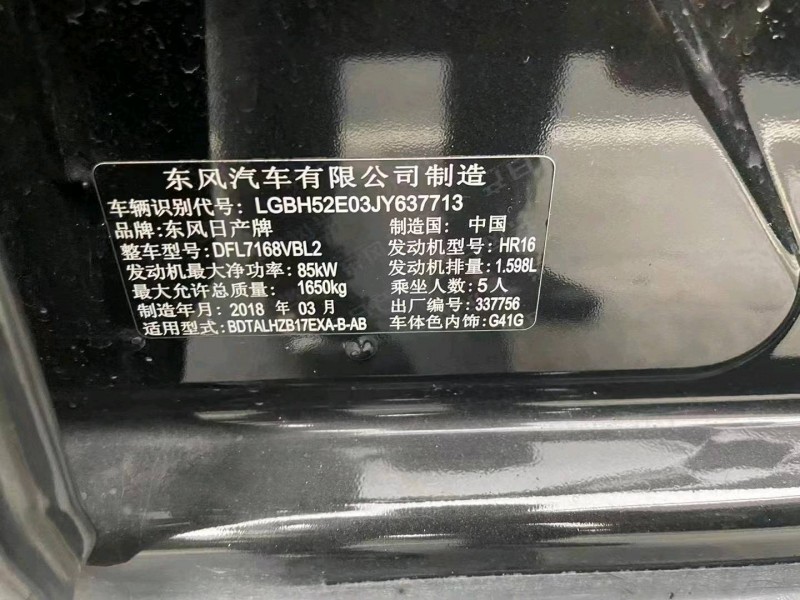 东风汽车有限公司制造
车辆识别代号: LGBH52E03JY637713
品牌:东风日产牌 制造国: 中国
整车型号:DFL7168VBL2 发动机型号: HR16
发动机最大净功率: 85kW 发动机排量: 1.598L
最大允许总质量: 1650kg 乘坐人数: 5人
制造年月: 2018 年 03 月 出厂编号: 337756
适用型式: BDTALHZB17EXA-B-AB 车体色内饰: G41G